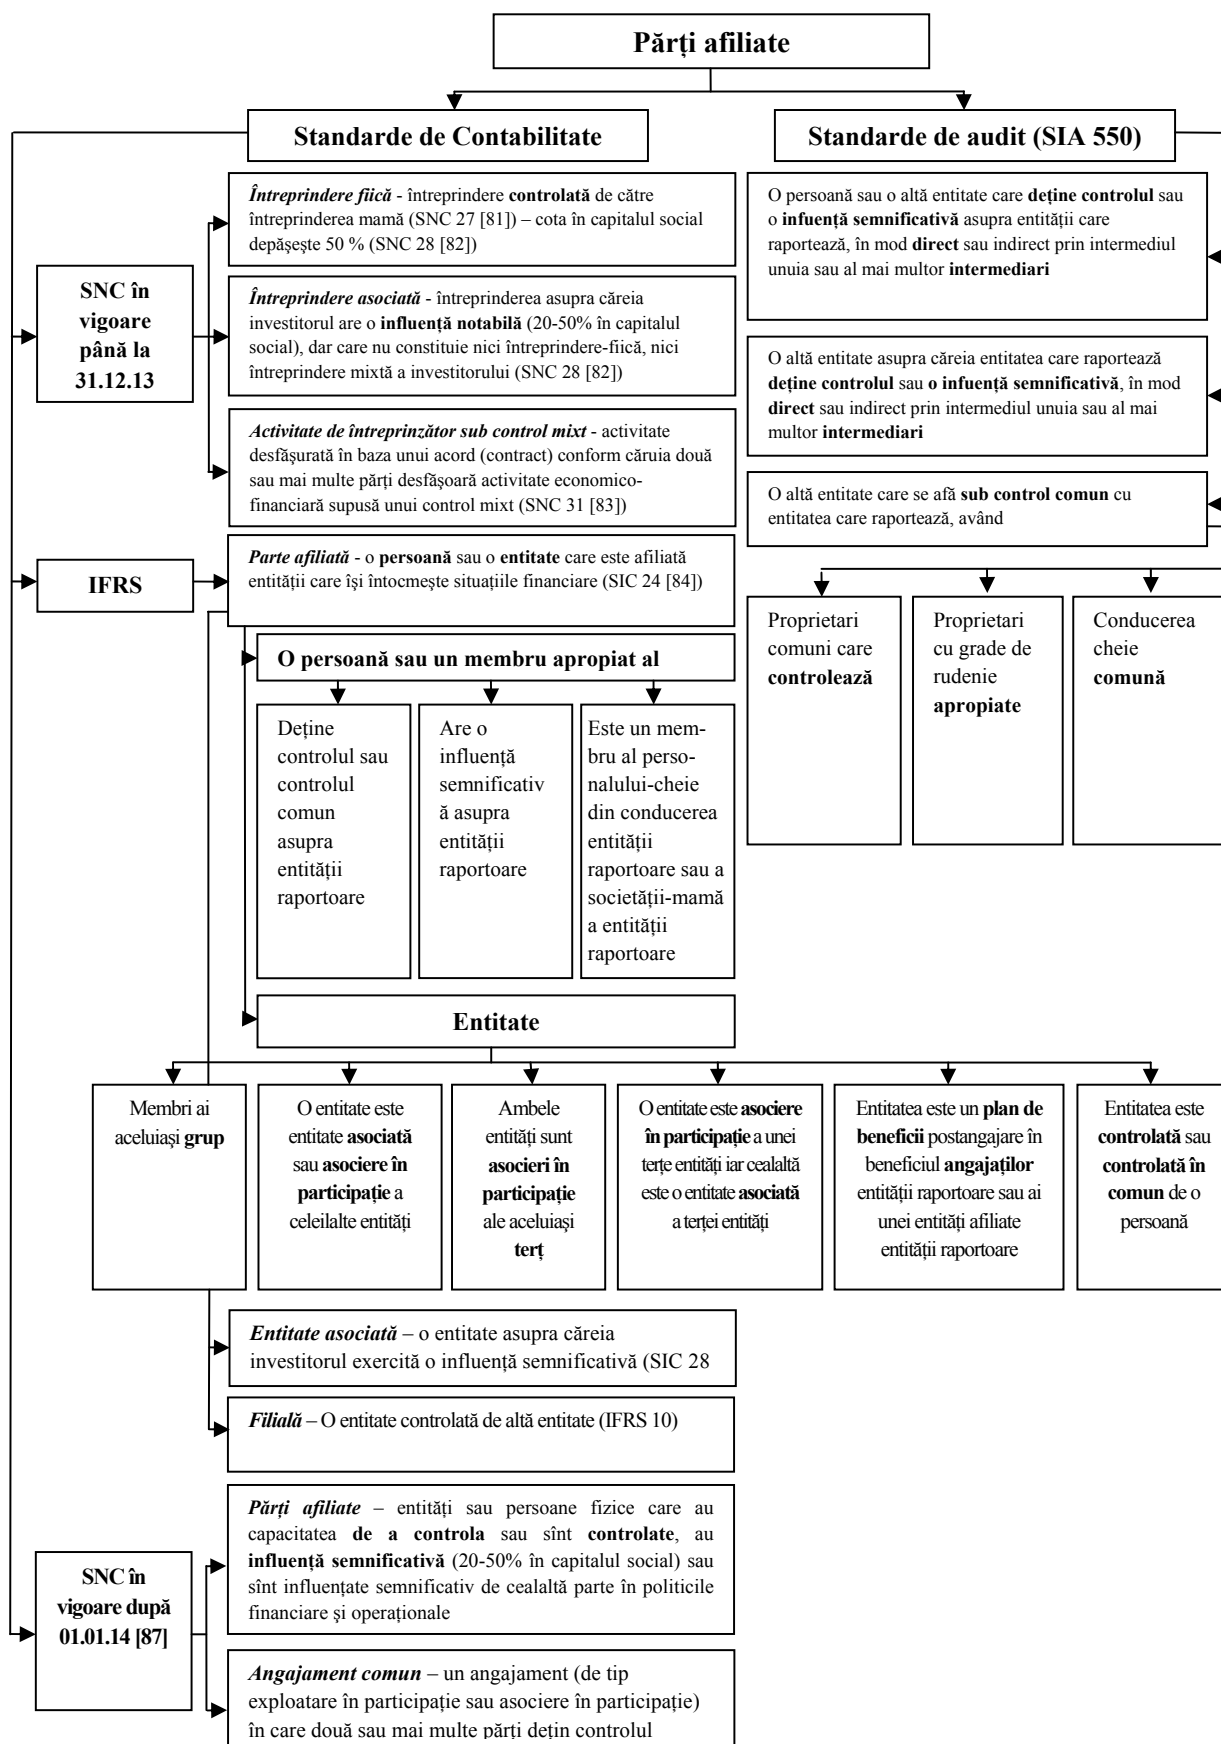 Părți afiliate
Standarde de Contabilitate
Standarde de audit (SIA 550)
Întreprindere fiică - întreprindere controlată de către
întreprinderea mamă (SNC 27 [81]) – cota în capitalul social
depășește 50 % (SNC 28 [82])
SNC în
vigoare
până la
31.12.13
Întreprindere asociată - întreprinderea asupra căreia
investitorul are o influență notabilă (20-50% în capitalul
social), dar care nu constituie nici întreprindere-fiică, nici
întreprindere mixtă a investitorului (SNC 28 [82])
Activitate de întreprinzător sub control mixt - activitate
desfășurată în baza unui acord (contract) conform căruia două
sau mai multe părți desfășoară activitate economico-
financiară supusă unui control mixt (SNC 31 [83])
O persoană sau o altă entitate care deține controlul sau
o infuență semnificativă asupra entității care
raportează, în mod direct sau indirect prin intermediul
unuia sau al mai multor intermediari
O altă entitate asupra căreia entitatea care raportează
deține controlul sau o infuență semnificativă, în mod
direct sau indirect prin intermediul unuia sau al mai
multor intermediari
O altă entitate care se afă sub control comun cu
entitatea care raportează, având
Proprietari
comuni care
controlează
Proprietari
cu grade de
rudenie
apropiate
Conducerea
cheie
comună
IFRS
Parte afiliată - o persoană sau o entitate care este afiliată
entității care își întocmește situațiile financiare (SIC 24 [84])
O persoană sau un membru apropiat al
Deține
controlul sau
controlul
comun
asupra
entității
raportoare
Are o
influență
semnificativ
ă asupra
entității
raportoare
Este un mem-
bru al perso-
nalului-cheie
din conducerea
entității
raportoare sau a
societății-mamă
a entității
raportoare
Entitate
Membri ai
aceluiași grup
O entitate este
entitate asociată
sau asociere în
participație a
celeilalte entități
Ambele
entități sunt
asocieri în
participație
ale aceluiași
terț
O entitate este asociere
în participație a unei
terțe entități iar cealaltă
este o entitate asociată
a terței entități
Entitatea este un plan de
beneficii postangajare în
beneficiul angajaților
entității raportoare sau ai
unei entități afiliate
entității raportoare
Entitatea este
controlată sau
controlată în
comun de o
persoană
Entitate asociată – o entitate asupra căreia
investitorul exercită o influență semnificativă (SIC 28
Filială – O entitate controlată de altă entitate (IFRS 10)
SNC în
vigoare după
01.01.14 [87]
Părți afiliate – entități sau persoane fizice care au
capacitatea de a controla sau sînt controlate, au
influență semnificativă (20-50% în capitalul social) sau
sînt influențate semnificativ de cealaltă parte în politicile
financiare și operaționale
Angajament comun – un angajament (de tip
exploatare în participație sau asociere în participație)
în care două sau mai multe părți dețin controlul